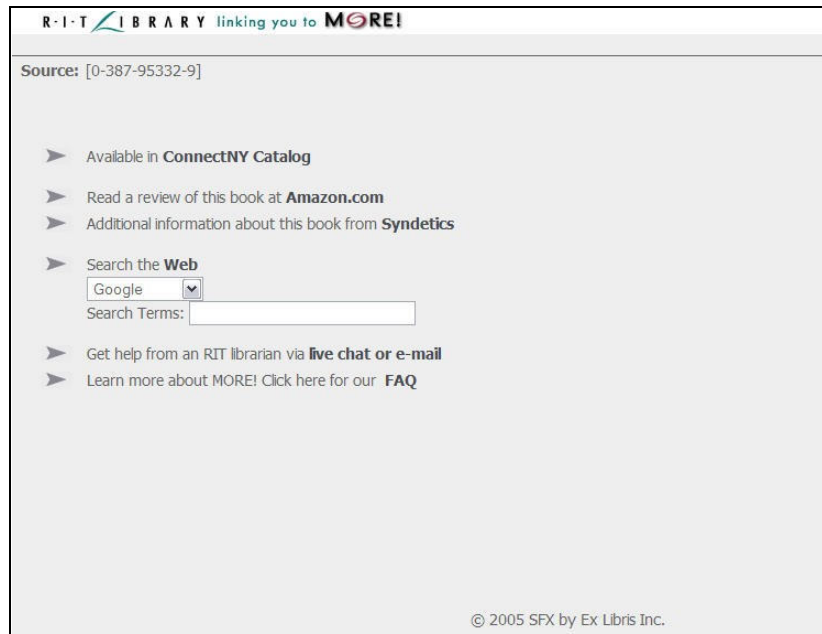 R·I·T LIBRARY linking you to MORE!
Source: [0-387-95332-9]
Available in ConnectNY Catalog
Read a review of this book at Amazon.com
Additional information about this book from Syndetics
Search the Web
Google
Search Terms:
Get help from an RIT librarian via live chat or e-mail
Learn more about MORE! Click here for our FAQ
© 2005 SFX by Ex Libris Inc.